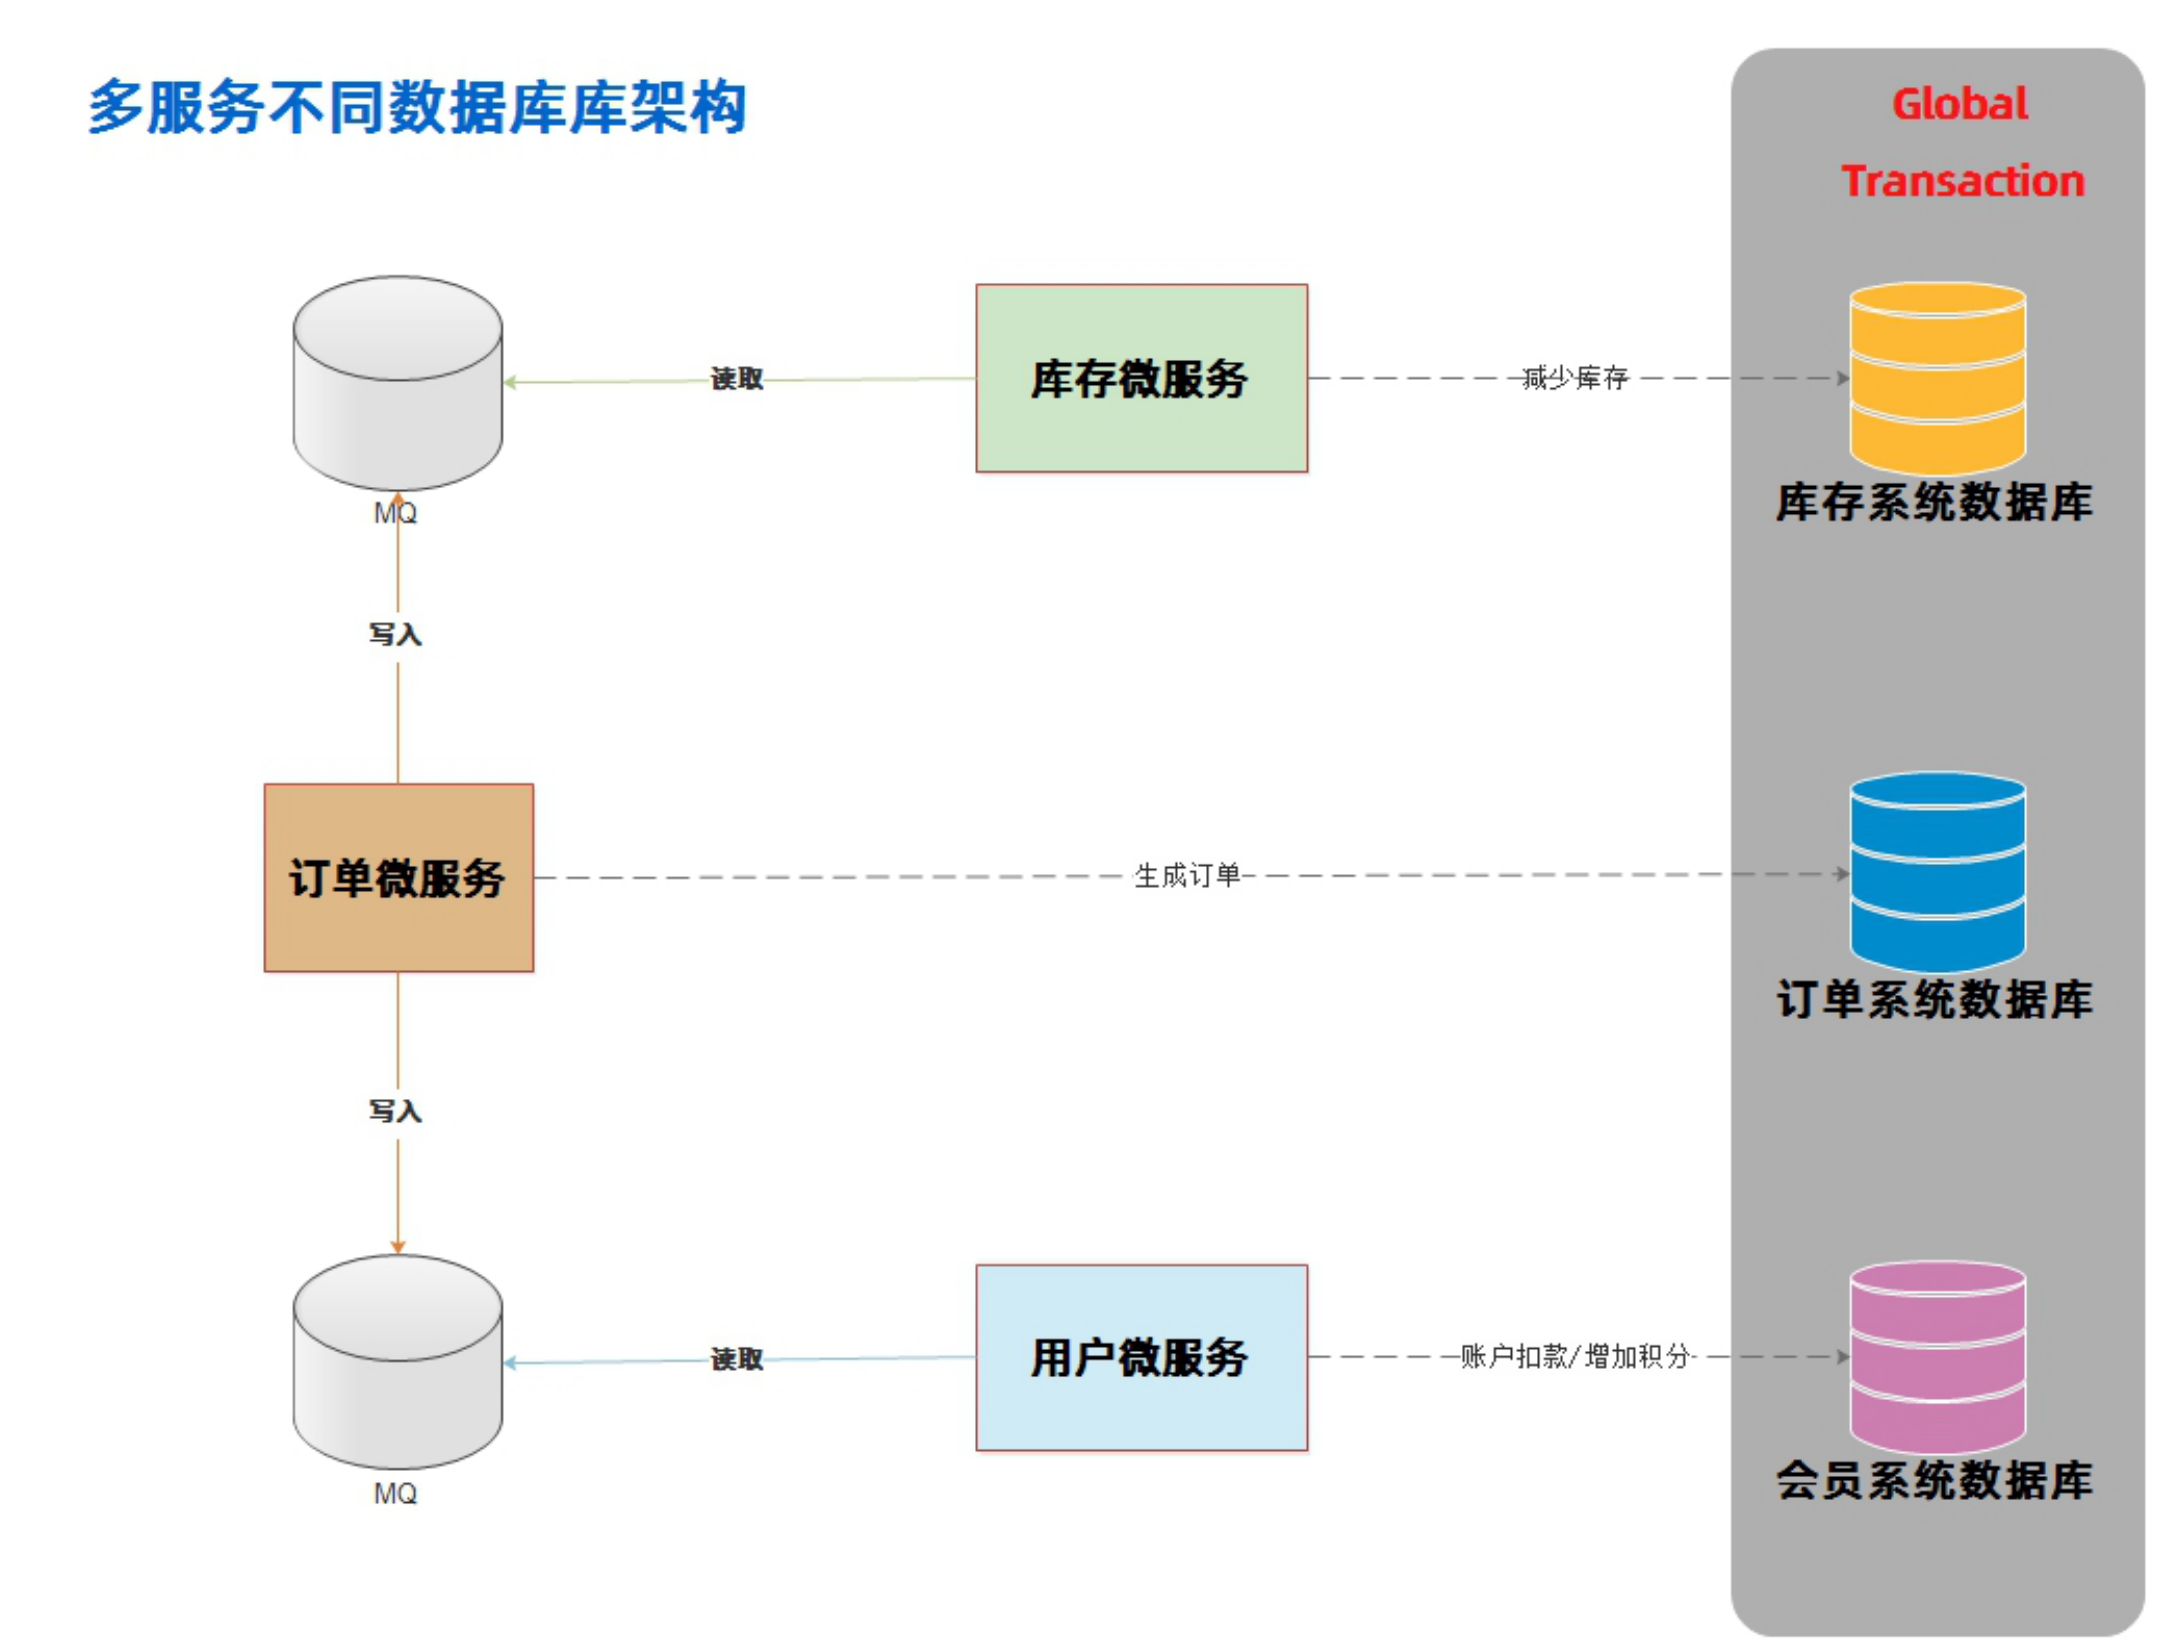 多服务不同数据库库架构
Global
Transaction
读取
库存微服务
减少库存
库存系统数据库
MQ
写入
订单微服务
生成订单
订单系统数据库
写入
读取
用户微服务
账户扣款/增加积分
会员系统数据库
MQ